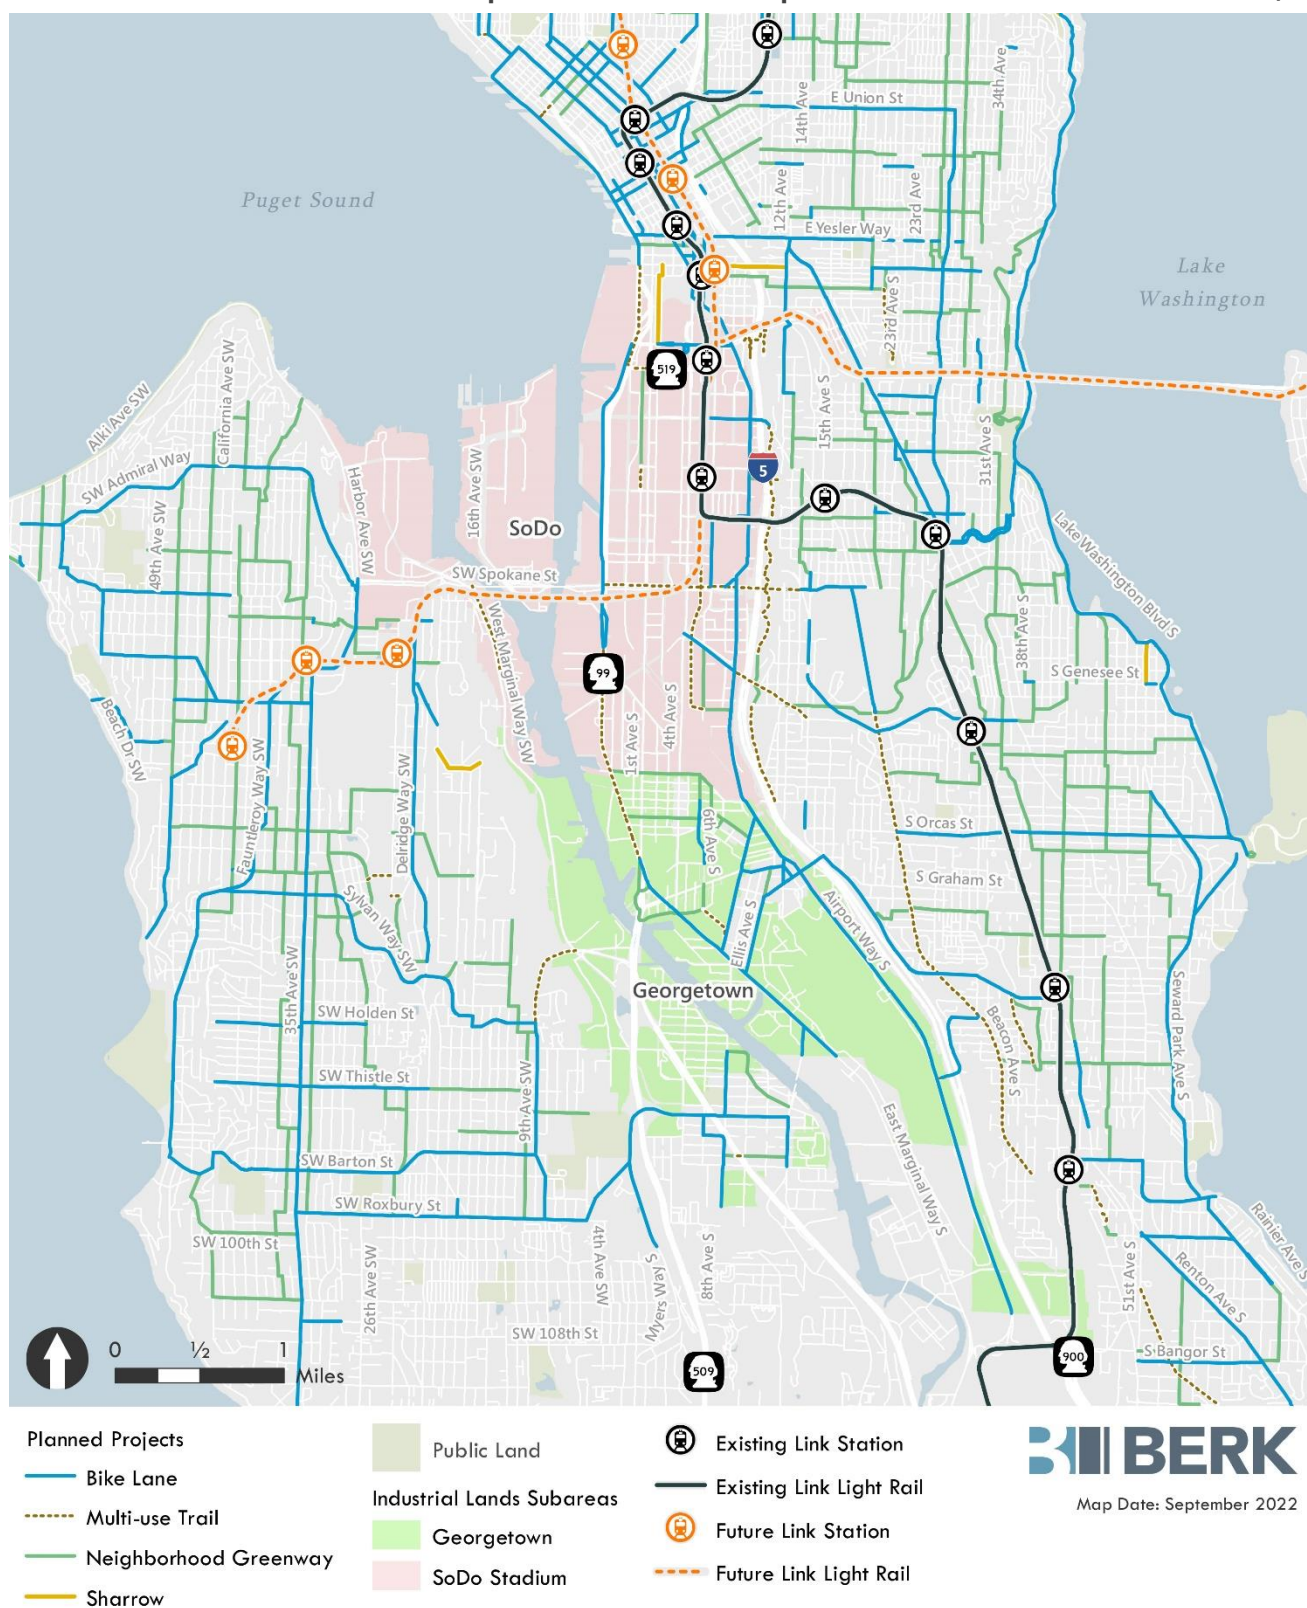 E Union St
34th Ave
14th Ave
Puget Sound
12th Ave
23rd Ave
E Yesler Way
Lake
Washington
23rd Ave S
519
Alki Ave SW
California Ave SW
SW Admiral Way
15th Ave S
31st Ave S
5
Harbor Ave SW
16th Ave SW
SoDo
49th Ave SW
SW Spokane St
Lake Washington Blvd S
West Marginal Way SW
38th Ave S
S Genesee St
99
Beach Dr SW
1st Ave S
4th Ave S
Fauntleroy Way SW
Delridge Way SW
6th Ave S
S Orcas St
S Graham St
Sylvan Way SW
Ellis Ave S
Airport Way S
35th Ave SW
Georgetown
SW Holden St
Beacon Ave S
Seward Park Ave S
SW Thistle St
9th Ave SW
East Marginal Way S
SW Barton St
SW Roxbury St
Rainier Ave S
SW 100th St
26th Ave SW
4th Ave SW
Myers Way S
8th Ave S
51st Ave S
Renton Ave S
SW 108th St
S Bangor St
509
900
0 ½ 1
Miles
Planned Projects
Bike Lane
Multi-use Trail
Neighborhood Greenway
Sharrow
Public Land
Industrial Lands Subareas
Georgetown
SoDo Stadium
Existing Link Station
Existing Link Light Rail
Future Link Station
Future Link Light Rail
BERK
Map Date: September 2022